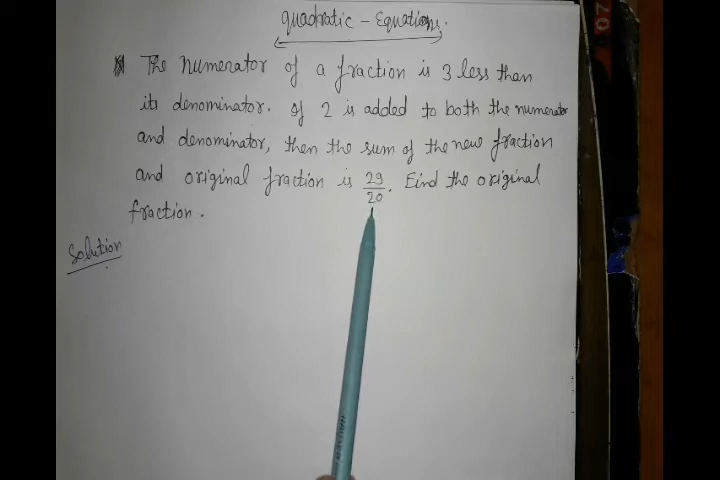 Quadratic - Equations.
The numerator of a fraction is 3 less then
its denominator. If 2 is added to both the numerator
and denominator, then the sum of the new fraction
and original fraction is 29/20. Find the original
fraction.
Solution
07